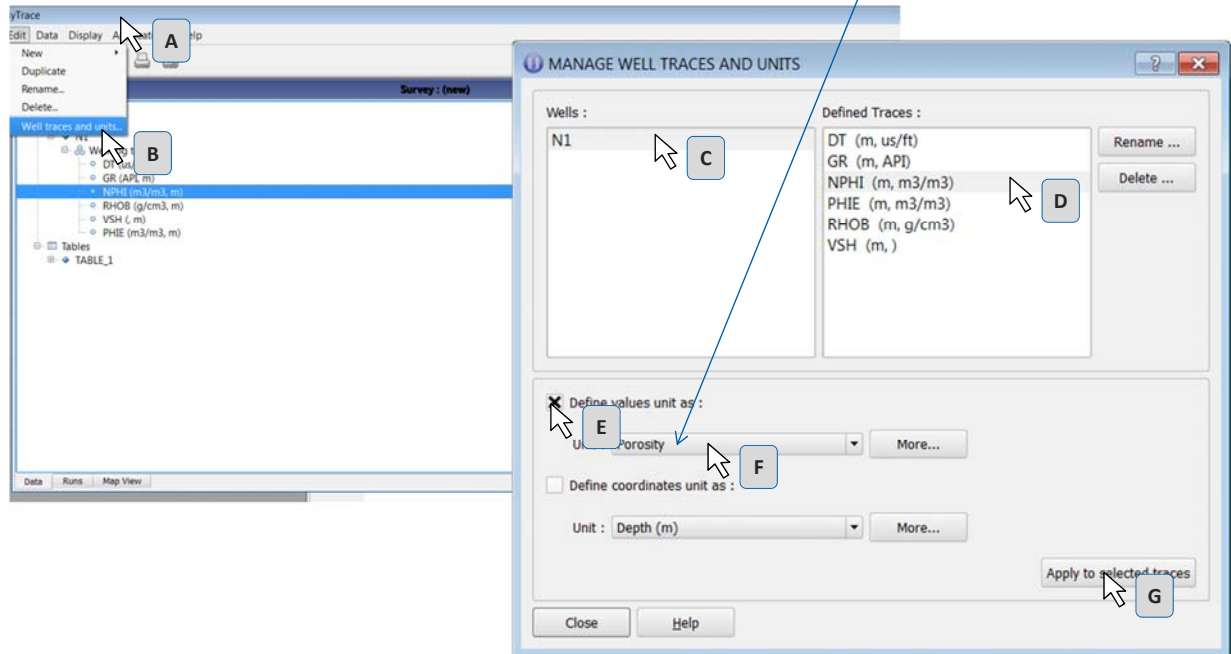 yTrace
Edit Data Display
A
New
Duplicate
Rename...
Delete...
Well traces and units...
B
Survey : (new)
N1
GR (API, m)
NPHI (m3/m3, m)
RHOB (g/cm3, m)
VSH (, m)
PHIE (m3/m3, m)
Tables
TABLE_1
Data Runs Map View
MANAGE WELL TRACES AND UNITS
?
Wells :
N1
C
Defined Traces :
DT (m, us/ft)
GR (m, API)
NPHI (m, m3/m3)
PHIE (m, m3/m3)
RHOB (m, g/cm3)
VSH (m, )
D
Rename ...
Delete ...
Define values unit as :
E
Porosity
F
More...
Define coordinates unit as :
Unit : Depth (m)
More...
Apply to selected traces
G
Close
Help